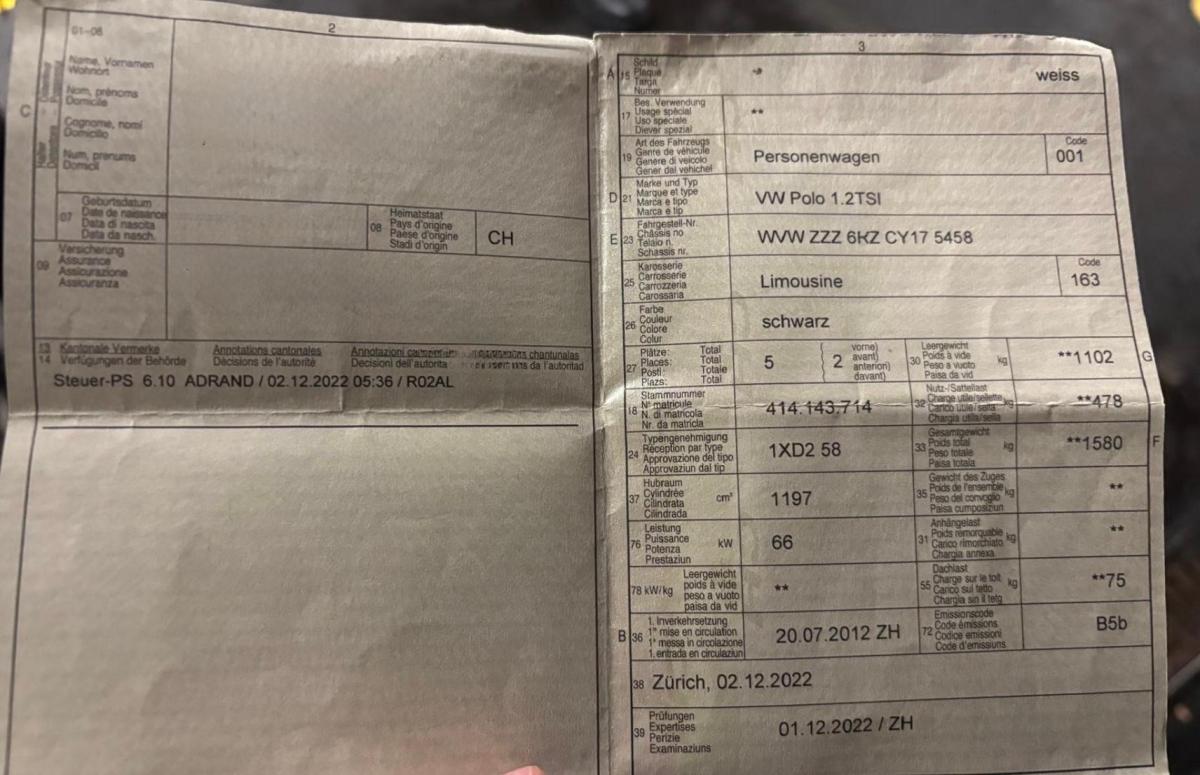 2
01-06
Name, Vornamen
Wohnort
Nom, prénoms
Domicile
C
Cognome, nomi
Domicilio
Num, prenums
Domicil
07
Geburtsdatum
Date de naissance
Data di nascita
Data da nasch.
08
Heimatstaat
Pays d'origine
Paese d'origine
Stadi d'origin
CH
09
Versicherung
Assurance
Assicurazione
Assicuranza
13 Kantonale Vermerke Annotations cantonales Annotazioni chantunalas
14 Verfügungen der Behörde Décisions de l'autorité Decisioni dell'autorità da l'autoritad
Steuer-PS 6.10 ADRAND / 02.12.2022 05:36 / R02AL
3
A 15
Schild
Plaque
Targa
Numer
weiss
17
Bes. Verwendung
Usage spécial
Uso speciale
Diever spezial
**
19
Art des Fahrzeugs
Genre de véhicule
Genere di veicolo
Gener dal vehichel
Personenwagen
Code
001
D 21
Marke und Typ
Marque et type
Marca e tipo
Marca e tip
VW Polo 1.2TSI
E 23
Fahrgestell-Nr.
Châssis no
Telaio n.
Schassis nr.
WVW ZZZ 6RZ CY17 5458
25
Karosserie
Carrosserie
Carrozzeria
Carossaria
Limousine
Code
163
26
Farbe
Couleur
Colore
Colur
schwarz
27
Plätze: Total
Places: Total
Posti: Totale
Plazs: Total
5
2
vorne)
avant)
anteriori)
davant)
30
Leergewicht
Poids à vide
Peso a vuoto
Paisa da vid
kg
**1102
G
18
Stammnummer
N° matricule
N. di matricola
Nr. da matricla
414.143.714
32
Nutz-/Sattellast
Charge utile/sellette
Carico utile/sella
Chargia utila/sella
kg
**478
24
Typengenehmigung
Réception par type
Approvazione del tipo
Approvaziun dal tip
1XD2 58
33
Gesamtgewicht
Poids total
Peso totale
Paisa totala
kg
**1580
F
37
Hubraum
Cylindrée
Cilindrata
Cilindrada
cm³
1197
35
Gewicht des Zuges
Poids de l'ensemble
Peso del convoglio
Paisa cumposiziun
kg
**
76
Leistung
Puissance
Potenza
Prestaziun
kW
66
31
Anhängelast
Poids remorquable
Carico rimorchiato
Chargia annexa
kg
**
78 kW/kg
Leergewicht
poids à vide
peso a vuoto
paisa da vid
**
55
Dachlast
Charge sur le toit
Carico sul tetto
Chargia sin il tetg
kg
**75
B 36
1. Inverkehrsetzung
1re mise en circulation
1a messa in circolazione
1. entrada en circulaziun
20.07.2012 ZH
72
Emissionscode
Code émissions
Codice emissioni
Code d'emissiuns
B5b
38 Zürich, 02.12.2022
39
Prüfungen
Expertises
Perizie
Examinaziuns
01.12.2022 / ZH